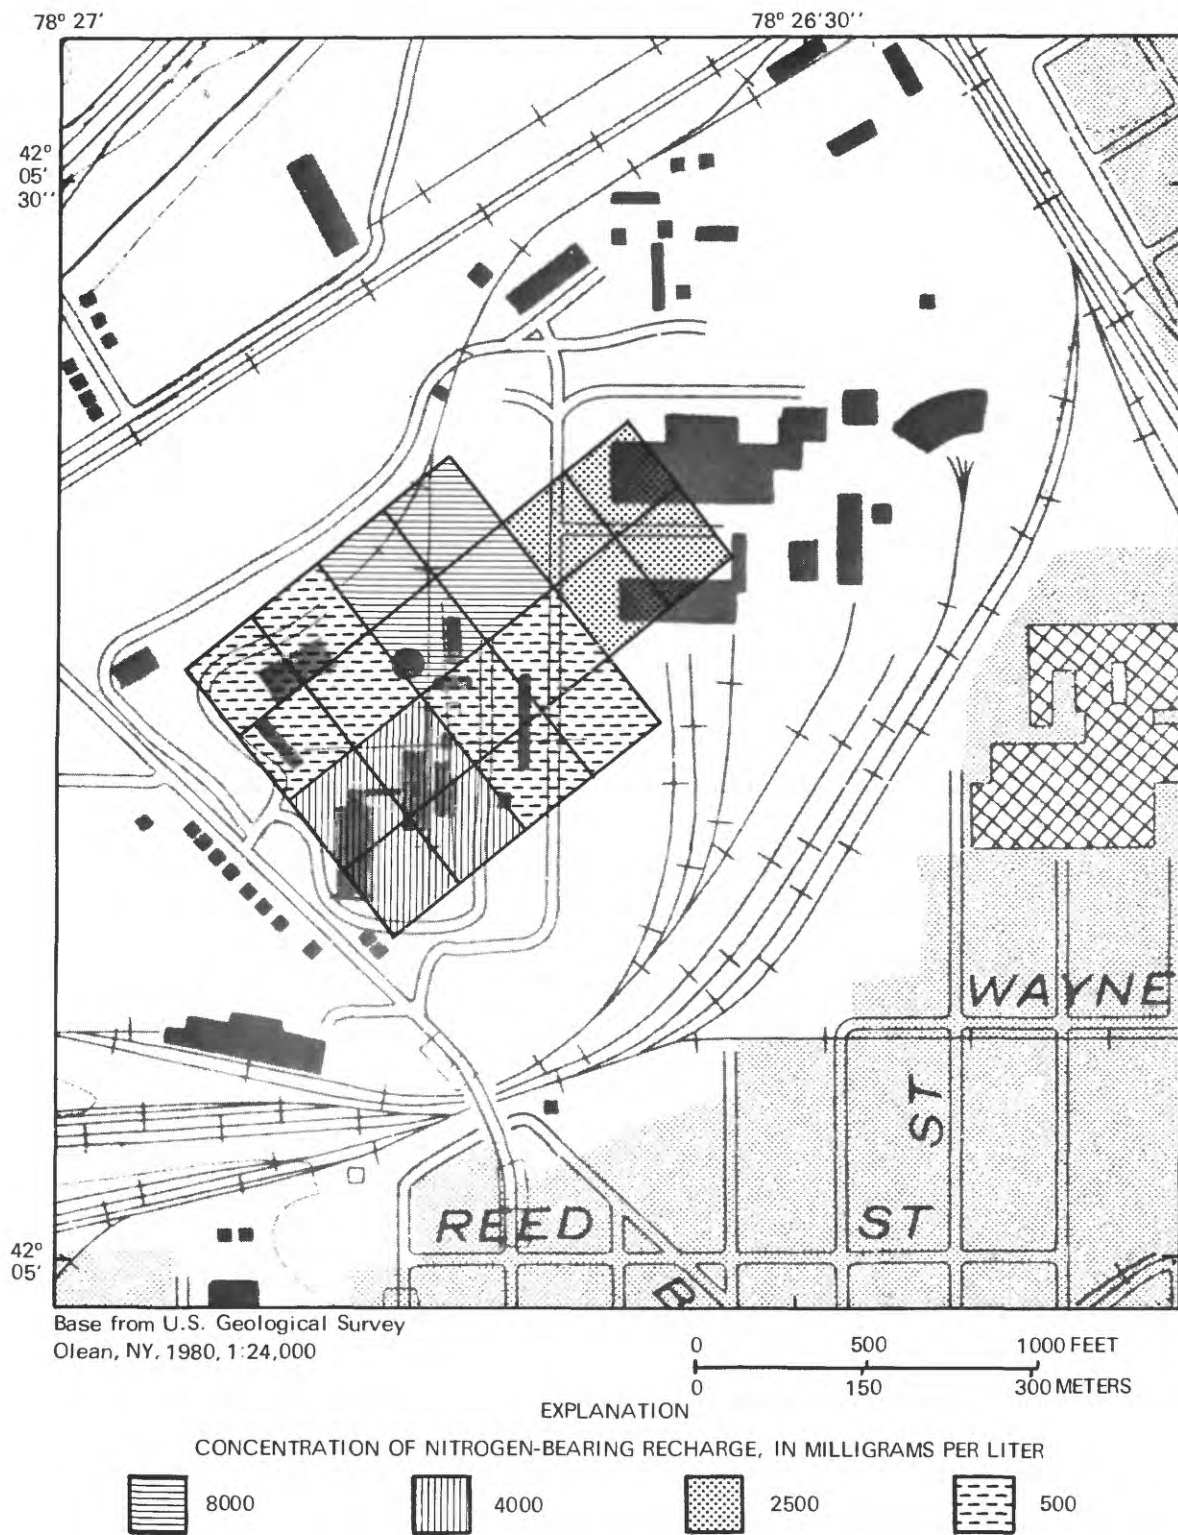 78° 27'
78° 26'30''
42°
05'
30''
WAYNE
ST
REED
ST
B
42°
05'
Base from U.S. Geological Survey
Olean, NY, 1980, 1:24,000
0 500 1000 FEET
0 150 300 METERS
EXPLANATION
CONCENTRATION OF NITROGEN-BEARING RECHARGE, IN MILLIGRAMS PER LITER
8000 4000 2500 500